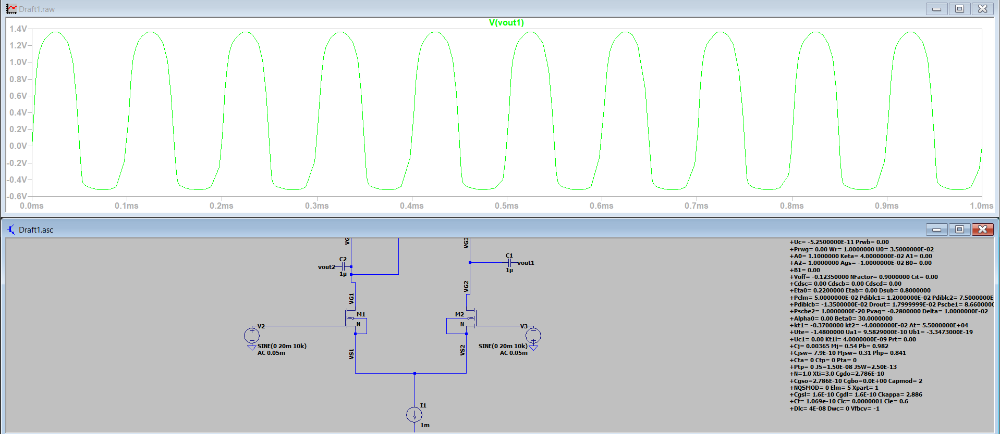 Draft1.raw
V(vout1)
1.4V
1.2V
1.0V
0.8V
0.6V
0.4V
0.2V
0.0V
-0.2V
-0.4V
-0.6V
0.0ms 0.1ms 0.2ms 0.3ms 0.4ms 0.5ms 0.6ms 0.7ms 0.8ms 0.9ms 1.0ms
Draft1.asc
VG3
C2
vout2
1µ
C1
vout1
1µ
VG1
VG2
M1
N
M2
N
V2
SINE(0 20m 10k)
AC 0.05m
V3
SINE(0 20m 10k)
AC 0.05m
VS1
VS2
I1
1m
+Uc= -5.2500000E-11 Prwb= 0.00
+Prwg= 0.00 Wr= 1.0000000 U0= 3.5000000E-02
+A0= 1.1000000 Keta= 4.0000000E-02 A1= 0.00
+A2= 1.0000000 Ags= -1.0000000E-02 B0= 0.00
+B1= 0.00
+Voff= -0.12350000 NFactor= 0.9000000 Cit= 0.00
+Cdsc= 0.00 Cdscb= 0.00 Cdscd= 0.00
+Eta0= 0.2200000 Etab= 0.00 Dsub= 0.8000000
+Pclm= 5.0000000E-02 Pdiblc1= 1.2000000E-02 Pdiblc2= 7.5000000E
+Pdiblcb= -1.3500000E-02 Drout= 1.7999999E-02 Pscbe1= 8.6600000
+Pscbe2= 1.0000000E-20 Pvag= -0.2800000 Delta= 1.0000000E-02
+Alpha0= 0.00 Beta0= 30.0000000
+kt1= -0.3700000 kt2= -4.0000000E-02 At= 5.5000000E+04
+Ute= -1.4800000 Ua1= 9.5829000E-10 Ub1= -3.3473000E-19
+Uc1= 0.00 Kt1l= 4.0000000E-09 Prt= 0.00
+Cj= 0.00365 Mj= 0.54 Pb= 0.982
+Cjsw= 7.9E-10 Mjsw= 0.31 Php= 0.841
+Cta= 0 Ctp= 0 Pta= 0
+Ptp= 0 JS=1.50E-08 JSW=2.50E-13
+N=1.0 Xti=3.0 Cgdo=2.786E-10
+Cgso=2.786E-10 Cgbo=0.0E+00 Capmod= 2
+NQSMOD= 0 Elm= 5 Xpart= 1
+Cgsl= 1.6E-10 Cgdl= 1.6E-10 Ckappa= 2.886
+Cf= 1.069e-10 Clc= 0.0000001 Cle= 0.6
+Dlc= 4E-08 Dwc= 0 Vfbcv= -1